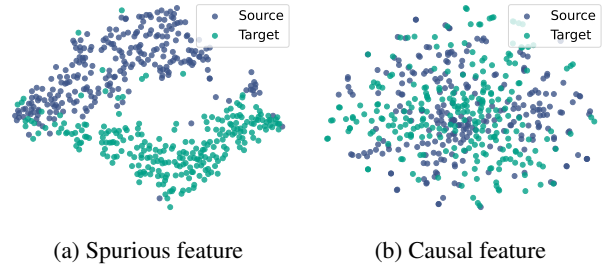 Source
Target
Source
Target
(a) Spurious feature
(b) Causal feature